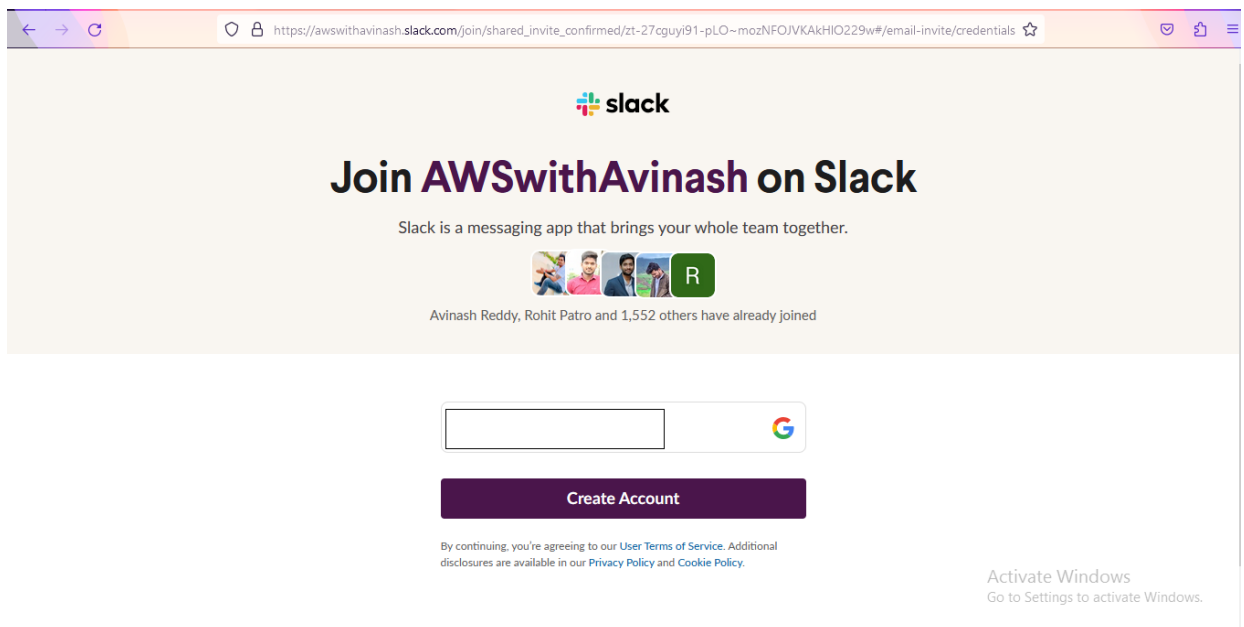 https://awswithavinash.slack.com/join/shared_invite_confirmed/zt-27cguyi91-pLO~mozNFOJVKAkHIO229w#/email-invite/credentials
slack
Join AWSwithAvinash on Slack
Slack is a messaging app that brings your whole team together.
R
Avinash Reddy, Rohit Patro and 1,552 others have already joined
G
Create Account
By continuing, you're agreeing to our User Terms of Service. Additional
disclosures are available in our Privacy Policy and Cookie Policy.
Activate Windows
Go to Settings to activate Windows.